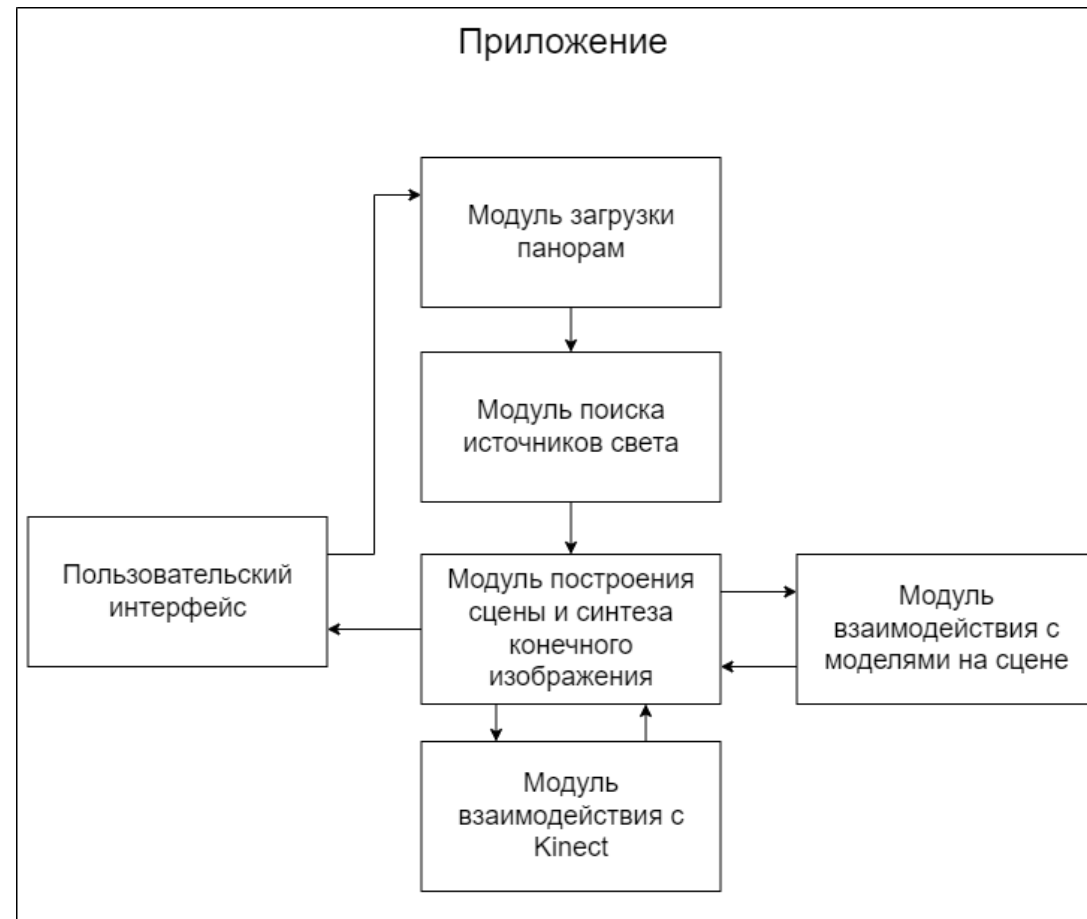 Приложение
Модуль загрузки
панорам
Модуль поиска
источников света
Пользовательский
интерфейс
Модуль построения
сцены и синтеза
конечного
изображения
Модуль
взаимодействия с
моделями на сцене
Модуль
взаимодействия с
Kinect